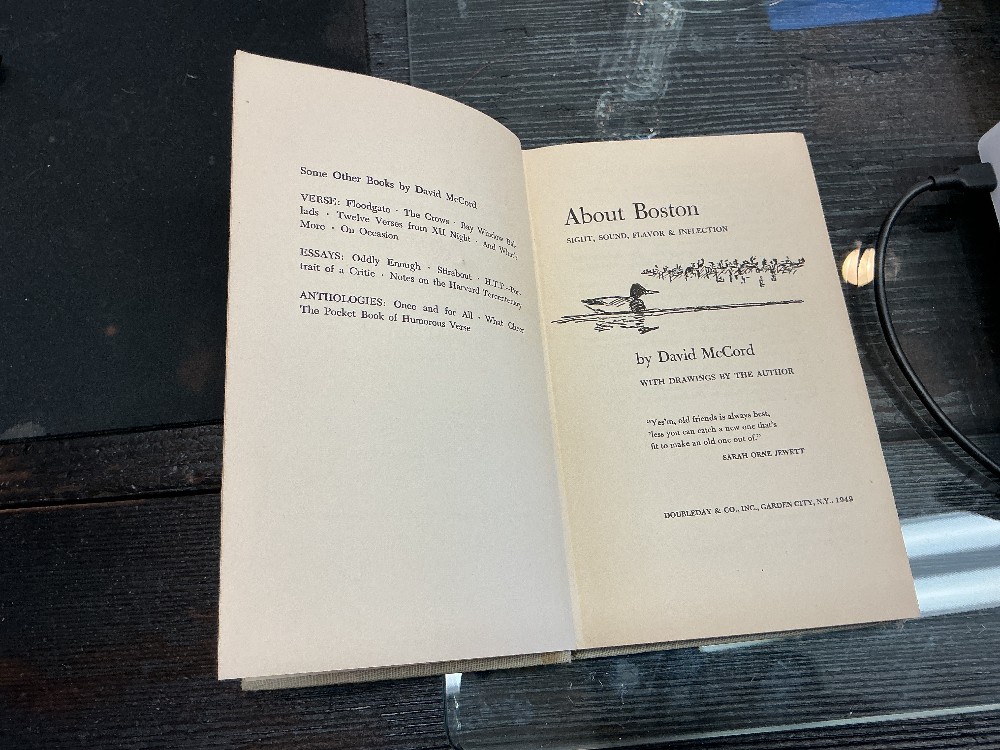 Some Other Books by David McCord
VERSE: Floodgate · The Crows · Bay Window Bal-
lads · Twelve Verses from XII Night · And What's
More · On Occasion
ESSAYS: Oddly Enough · Stirabout · H.T.P.—Por-
trait of a Critic · Notes on the Harvard Tercentenary
ANTHOLOGIES: Once and for All · What Cheer
The Pocket Book of Humorous Verse
About Boston
SIGHT, SOUND, FLAVOR & INFLECTION
by David McCord
WITH DRAWINGS BY THE AUTHOR
"Yes'm, old friends is always best,
'less you can catch a new one that's
fit to make an old one out of."
SARAH ORNE JEWETT
DOUBLEDAY & CO., INC., GARDEN CITY, N.Y., 1949